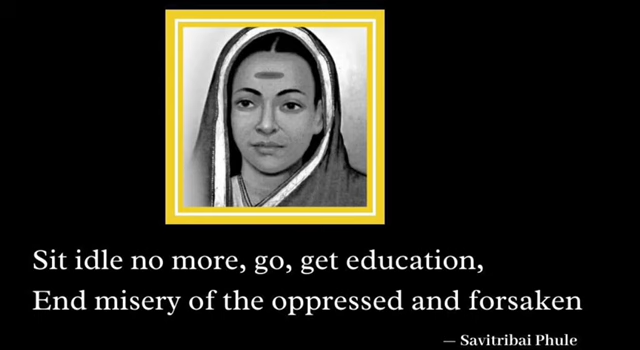 Sit idle no more, go, get education,
End misery of the oppressed and forsaken
— Savitribai Phule